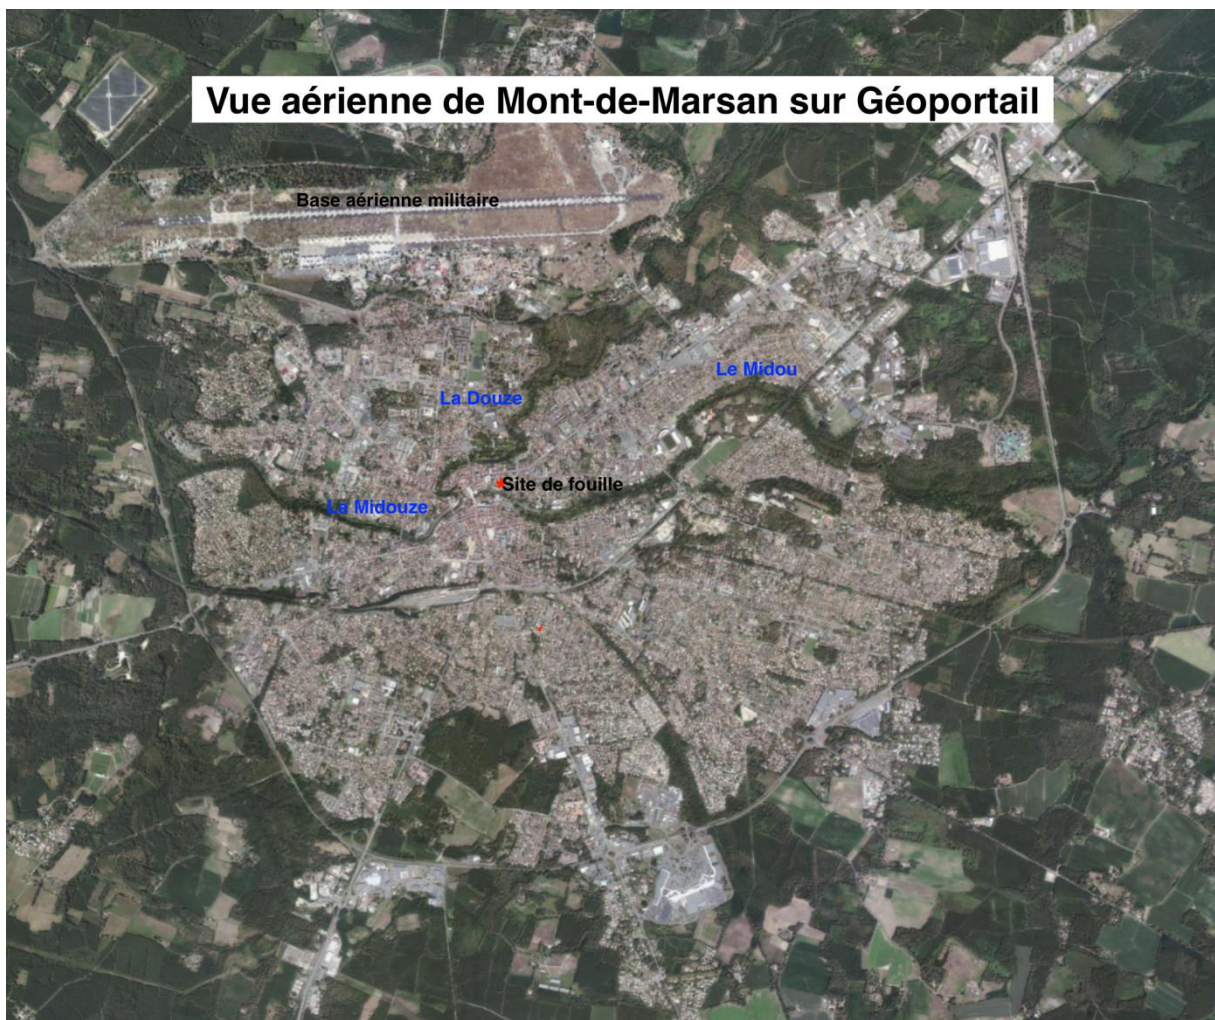 Vue aérienne de Mont-de-Marsan sur Géoportail
Base aérienne militaire
Le Midou
La Douze
Site de fouille
La Midouze